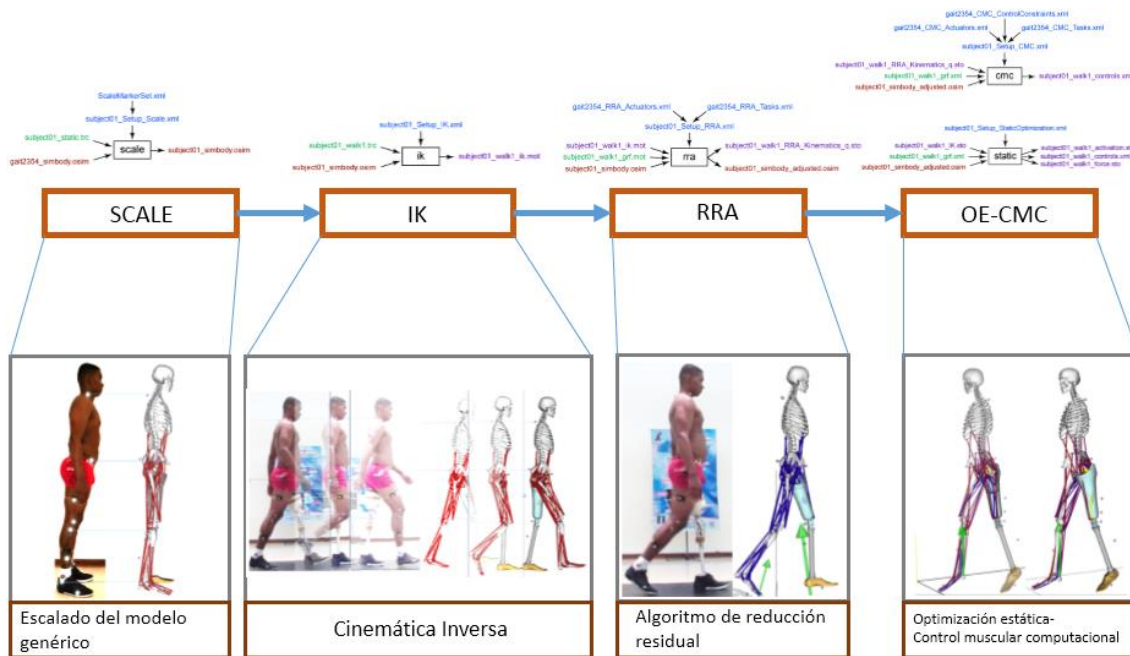 gait2354_CMC_ControlConstraints.xml
gait2354_CMC_Actuators.xml
gait2354_CMC_Tasks.xml
subject01_Setup_CMC.xml
subject01_walk1_RRA_Kinematics_q.sto
subject01_walk1_grf.xml
subject01_simbody_adjusted.osim
cmc
subject01_walk1_controls.xml
ScaleMarkerSet.xml
subject01_Setup_Scale.xml
subject01_static.trc
gait2354_simbody.osim
scale
subject01_simbody.osim
subject01_Setup_IK.xml
subject01_walk1.trc
subject01_simbody.osim
ik
subject01_walk1_ik.mot
gait2354_RRA_Actuators.xml
gait2354_RRA_Tasks.xml
subject01_Setup_RRA.xml
subject01_walk1_ik.mot
subject01_walk1_grf.xml
subject01_simbody.osim
rra
subject01_walk1_RRA_Kinematics_q.sto
subject01_simbody_adjusted.osim
subject01_Setup_StaticOptimization.xml
subject01_walk1_IK.sto
subject01_walk1_grf.xml
subject01_simbody_adjusted.osim
static
subject01_walk1_controls.xml
subject01_walk1_force.sto
SCALE
IK
RRA
OE-CMC
Escalado del modelo
genérico
Cinemática Inversa
Algoritmo de reducción
residual
Optimización estática-
Control muscular computacional